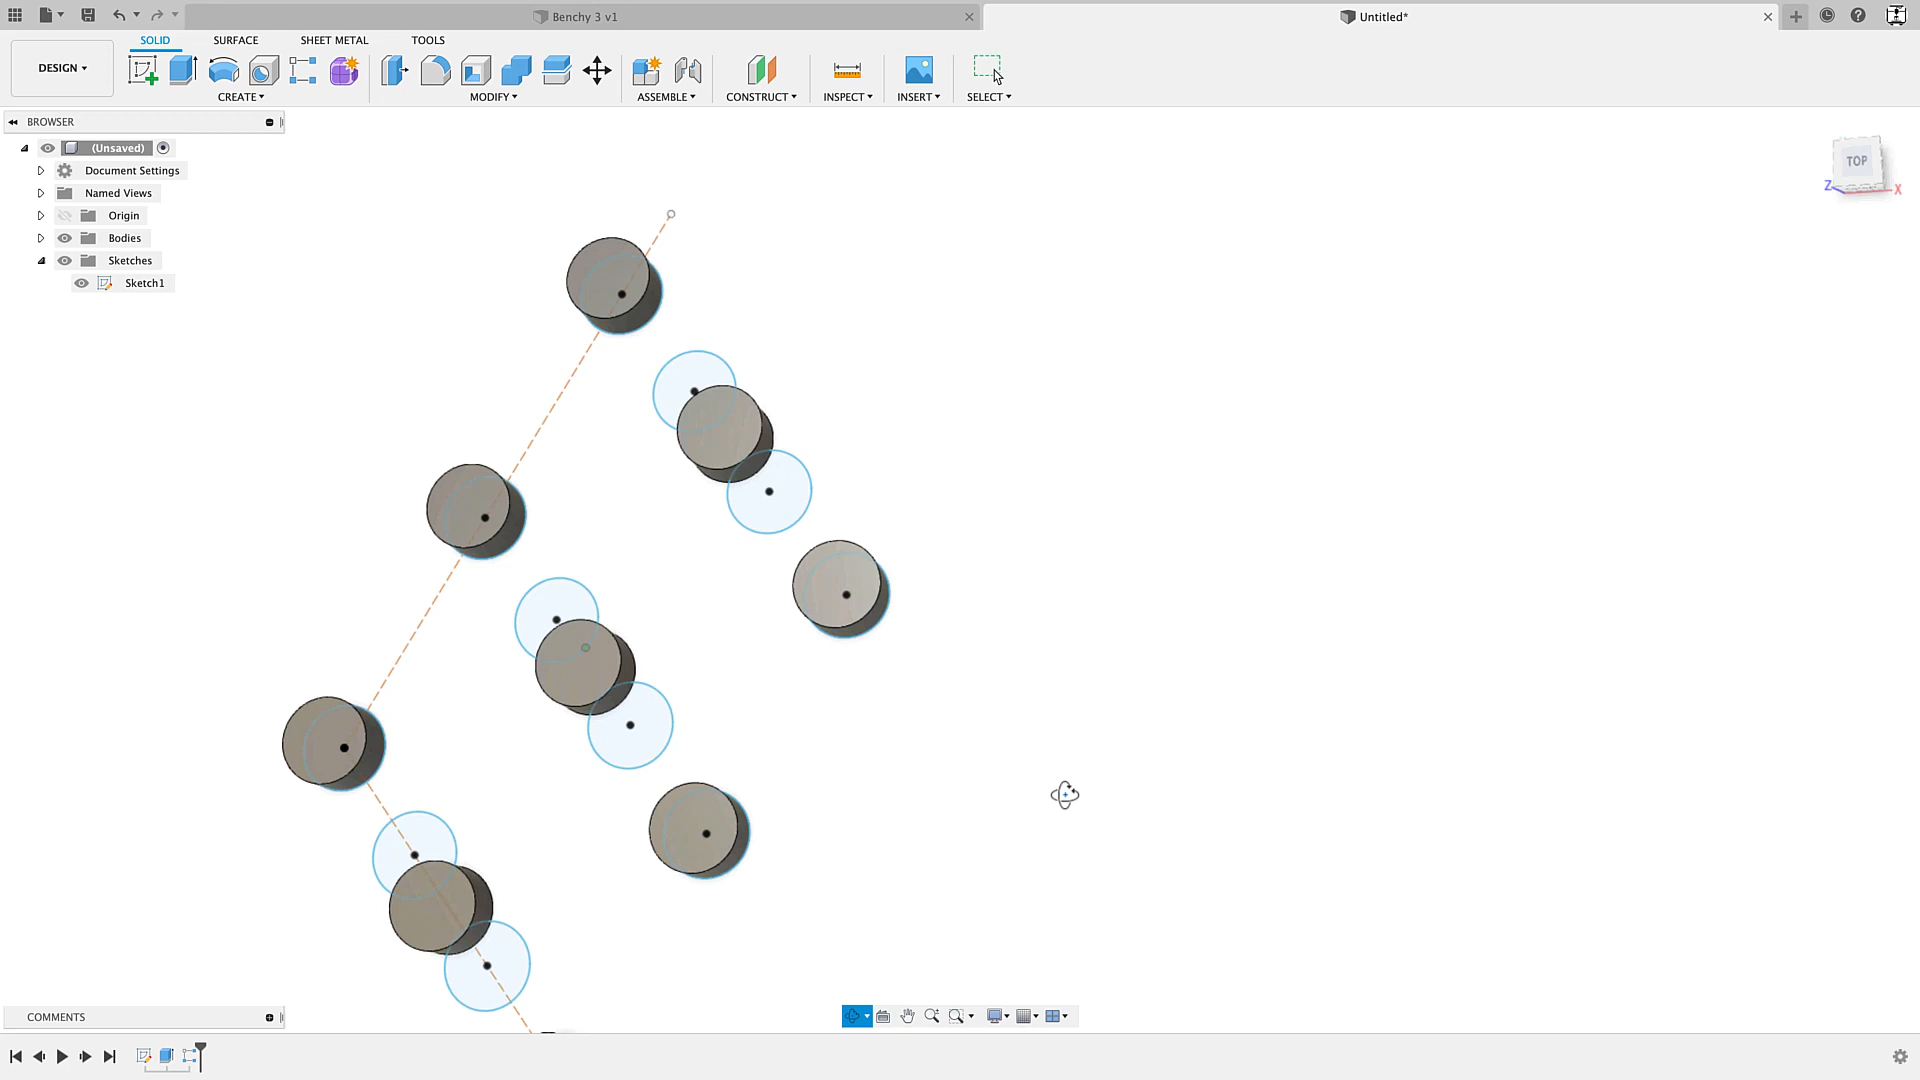 Benchy 3 v1
Untitled*
DESIGN
SOLID
SURFACE
SHEET METAL
TOOLS
CREATE
MODIFY
ASSEMBLE
CONSTRUCT
INSPECT
INSERT
SELECT
BROWSER
(Unsaved)
Document Settings
Named Views
Origin
Bodies
Sketches
Sketch1
TOP
Z
X
COMMENTS